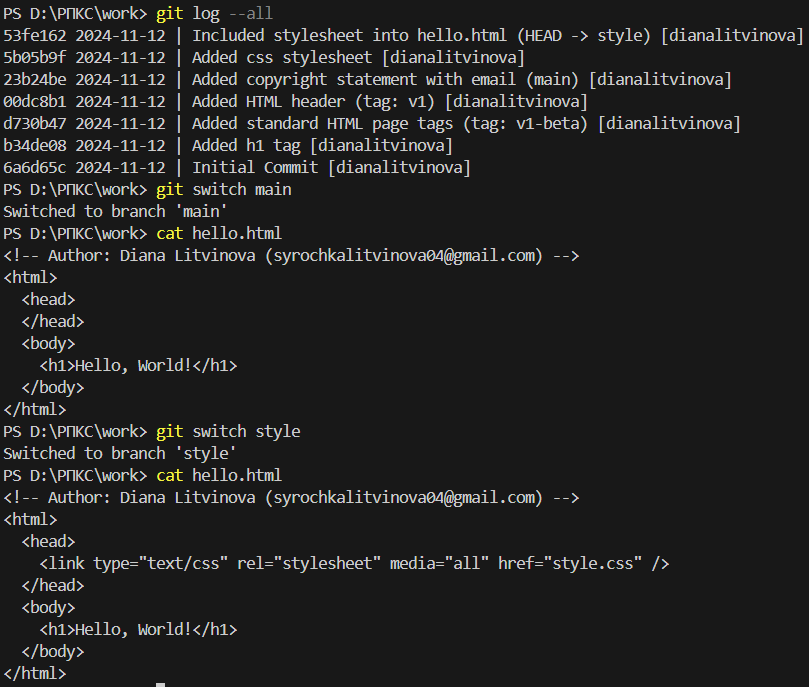 PS D:\РПКС\work> git log --all
53fe162 2024-11-12 | Included stylesheet into hello.html (HEAD -> style) [dianalitvinova]
5b05b9f 2024-11-12 | Added css stylesheet [dianalitvinova]
23b24be 2024-11-12 | Added copyright statement with email (main) [dianalitvinova]
00dc8b1 2024-11-12 | Added HTML header (tag: v1) [dianalitvinova]
d730b47 2024-11-12 | Added standard HTML page tags (tag: v1-beta) [dianalitvinova]
b34de08 2024-11-12 | Added h1 tag [dianalitvinova]
6a6d65c 2024-11-12 | Initial Commit [dianalitvinova]
PS D:\РПКС\work> git switch main
Switched to branch 'main'
PS D:\РПКС\work> cat hello.html
<!-- Author: Diana Litvinova (syrochkalitvinova04@gmail.com) -->
<html>
  <head>
  </head>
  <body>
    <h1>Hello, World!</h1>
  </body>
</html>
PS D:\РПКС\work> git switch style
Switched to branch 'style'
PS D:\РПКС\work> cat hello.html
<!-- Author: Diana Litvinova (syrochkalitvinova04@gmail.com) -->
<html>
  <head>
    <link type="text/css" rel="stylesheet" media="all" href="style.css" />
  </head>
  <body>
    <h1>Hello, World!</h1>
  </body>
</html>